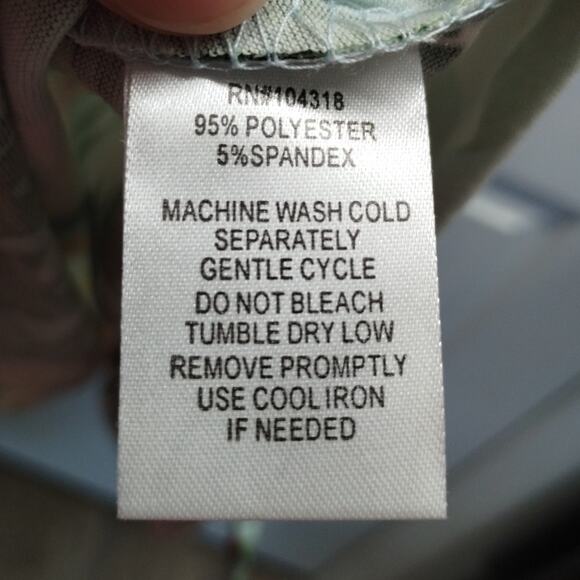 RN#104318
95% POLYESTER
5%SPANDEX
MACHINE WASH COLD
SEPARATELY
GENTLE CYCLE
DO NOT BLEACH
TUMBLE DRY LOW
REMOVE PROMPTLY
USE COOL IRON
IF NEEDED